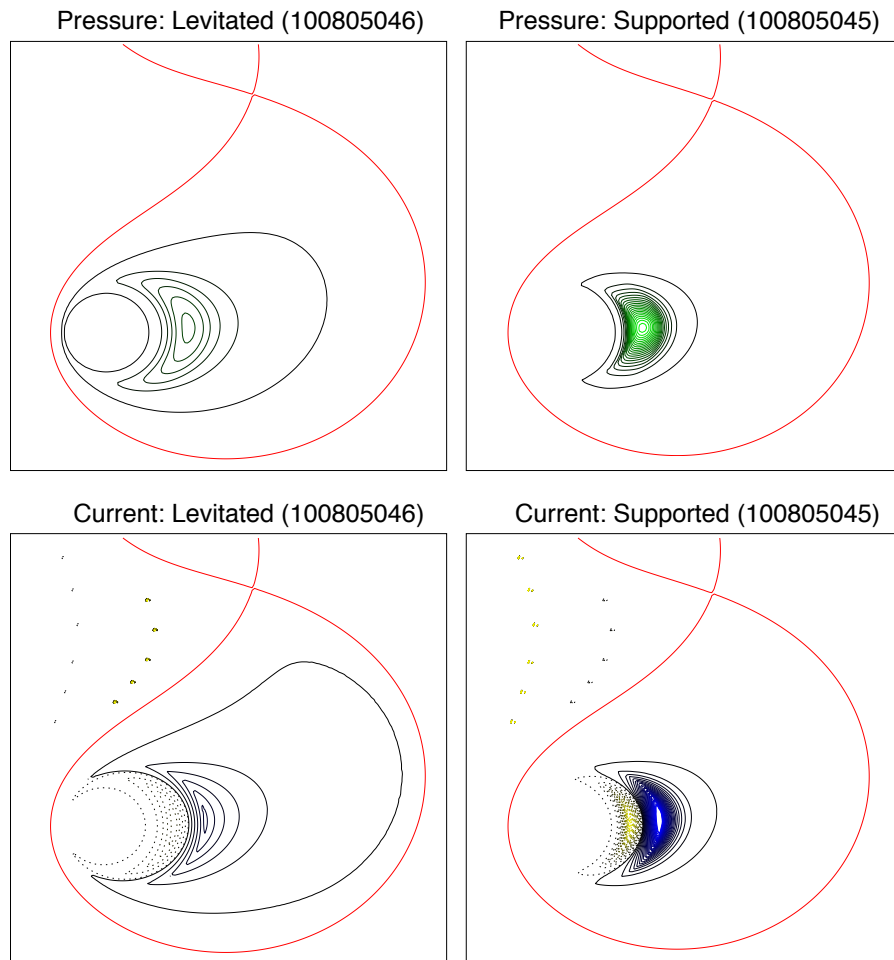 Pressure: Levitated (100805046)
Pressure: Supported (100805045)
Current: Levitated (100805046)
Current: Supported (100805045)